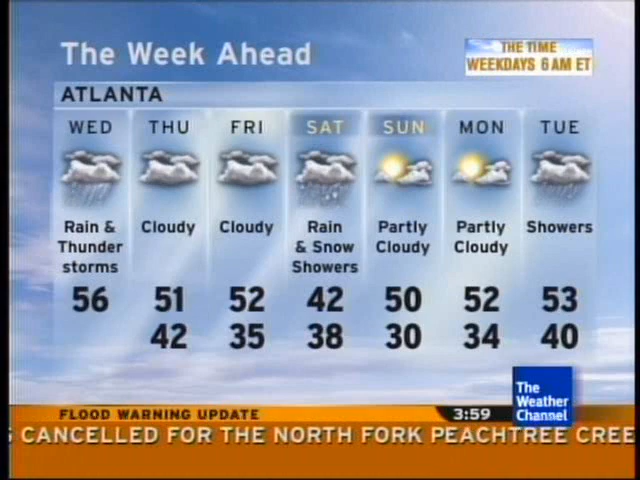 The Week Ahead
THE TIME
WEEKDAYS 6 AM ET
ATLANTA
WED THU FRI SAT SUN MON TUE
Rain & Thunder storms
Cloudy
Cloudy
Rain & Snow Showers
Partly Cloudy
Partly Cloudy
Showers
56 51 52 42 50 52 53
42 35 38 30 34 40
The
Weather
Channel
FLOOD WARNING UPDATE 3:59
CANCELLED FOR THE NORTH FORK PEACHTREE CREE